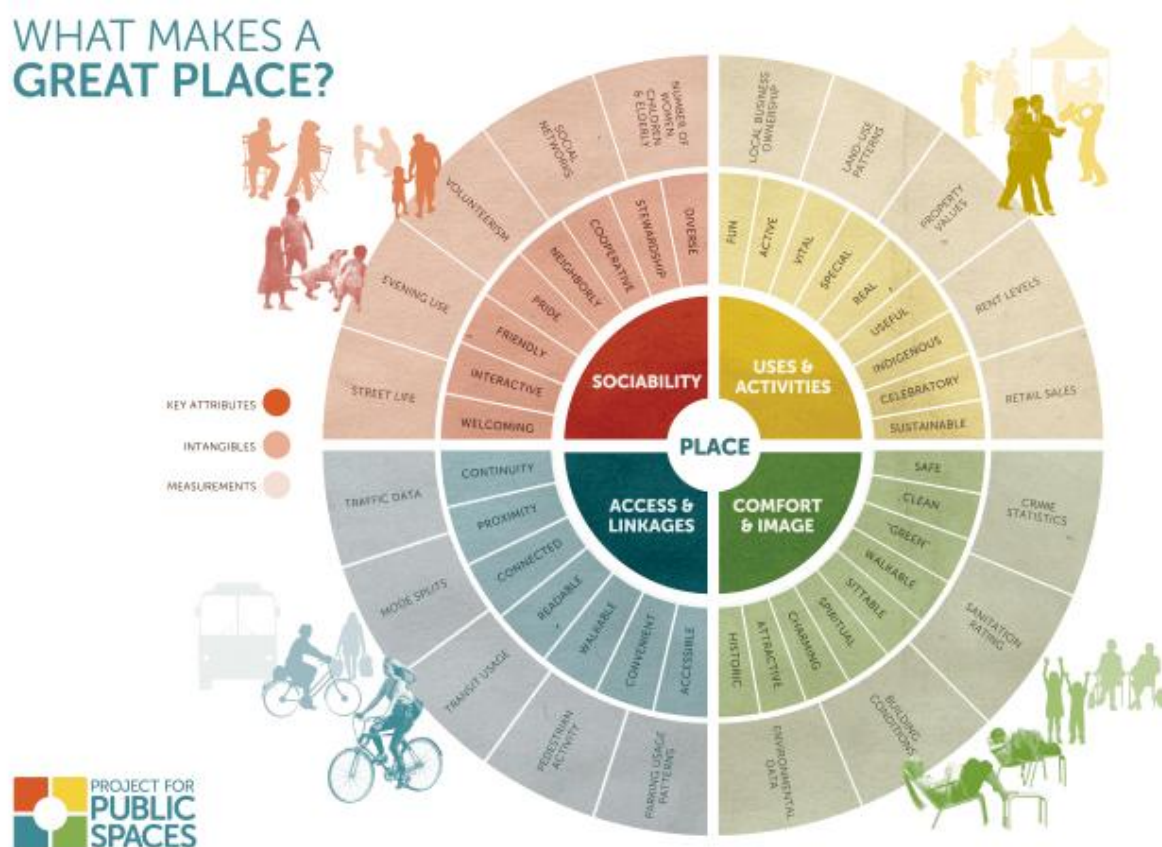 WHAT MAKES A
GREAT PLACE?
NUMBER OF
WOMEN
CHILDREN
& ELDERLY
SOCIAL
NETWORKS
VOLUNTEERISM
EVENING USE
STREET LIFE
DIVERSE
STEWARDSHIP
COOPERATIVE
NEIGHBORLY
PRIDE
FRIENDLY
INTERACTIVE
WELCOMING
SOCIABILITY
LOCAL BUSINESS
OWNERSHIP
LAND-USE
PATTERNS
PROPERTY
VALUES
RENT LEVELS
RETAIL SALES
FUN
ACTIVE
VITAL
SPECIAL
REAL
USEFUL
INDIGENOUS
CELEBRATORY
SUSTAINABLE
USES &
ACTIVITIES
PLACE
KEY ATTRIBUTES
INTANGIBLES
MEASUREMENTS
ACCESS &
LINKAGES
CONTINUITY
PROXIMITY
CONNECTED
READABLE
WALKABLE
CONVENIENT
ACCESSIBLE
TRAFFIC DATA
MODE SPLITS
TRANSIT USAGE
PEDESTRIAN
ACTIVITY
PARKING USAGE
PATTERNS
COMFORT
& IMAGE
SAFE
CLEAN
"GREEN"
WALKABLE
SITTABLE
SPIRITUAL
CHARMING
ATTRACTIVE
HISTORIC
CRIME
STATISTICS
SANITATION
RATING
BUILDING
CONDITIONS
ENVIRONMENTAL
DATA
PROJECT FOR
PUBLIC
SPACES